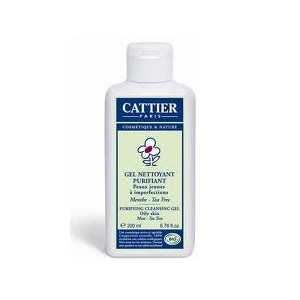 CATTIER
PARIS
COSMÉTIQUE & NATURE
GEL NETTOYANT
PURIFIANT
Peaux jeunes
à imperfections
Menthe - Tea Tree
PURIFYING CLEANSING GEL
Oily skin
Mint - Tea Tree
℮ 200 ml 6.76 fl oz
BIO